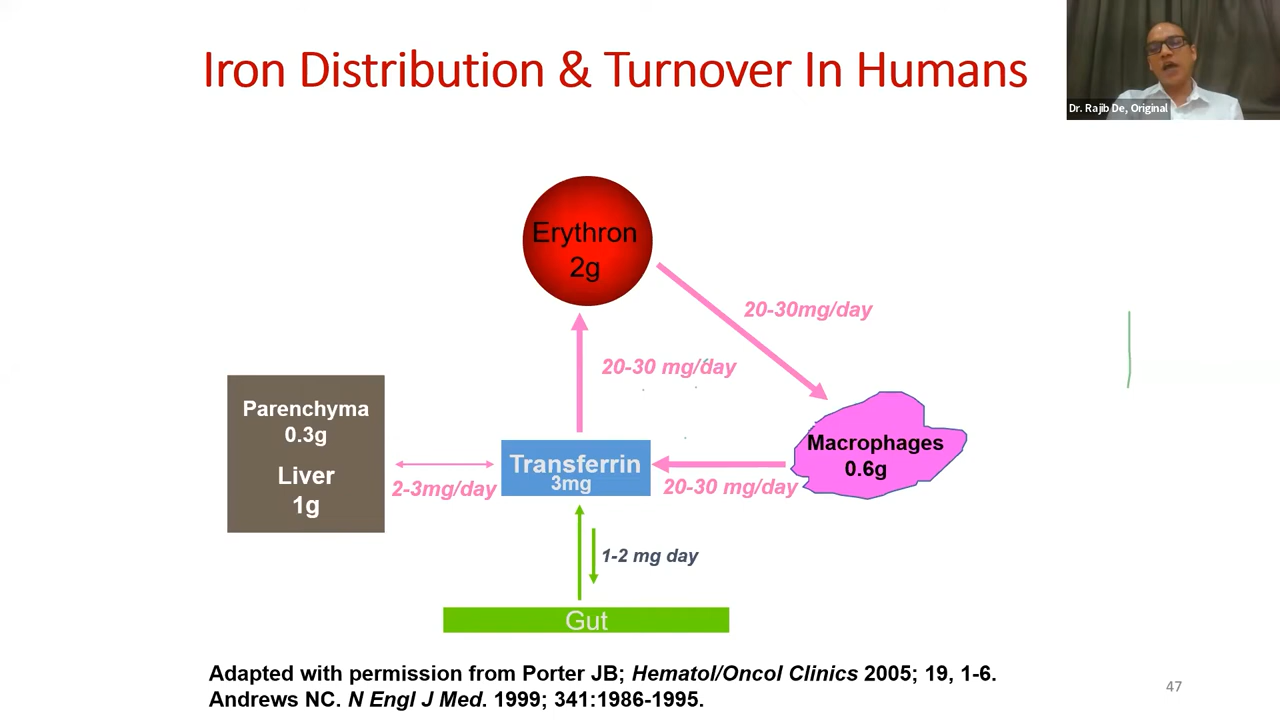 Iron Distribution & Turnover In Humans
Dr. Rajib De, Original
Erythron
2g
20-30mg/day
20-30 mg/day
Parenchyma
0.3g
Liver
1g
2-3mg/day
Transferrin
3mg
20-30 mg/day
Macrophages
0.6g
1-2 mg day
Gut
Adapted with permission from Porter JB; Hematol/Oncol Clinics 2005; 19, 1-6.
Andrews NC. N Engl J Med. 1999; 341:1986-1995.
47